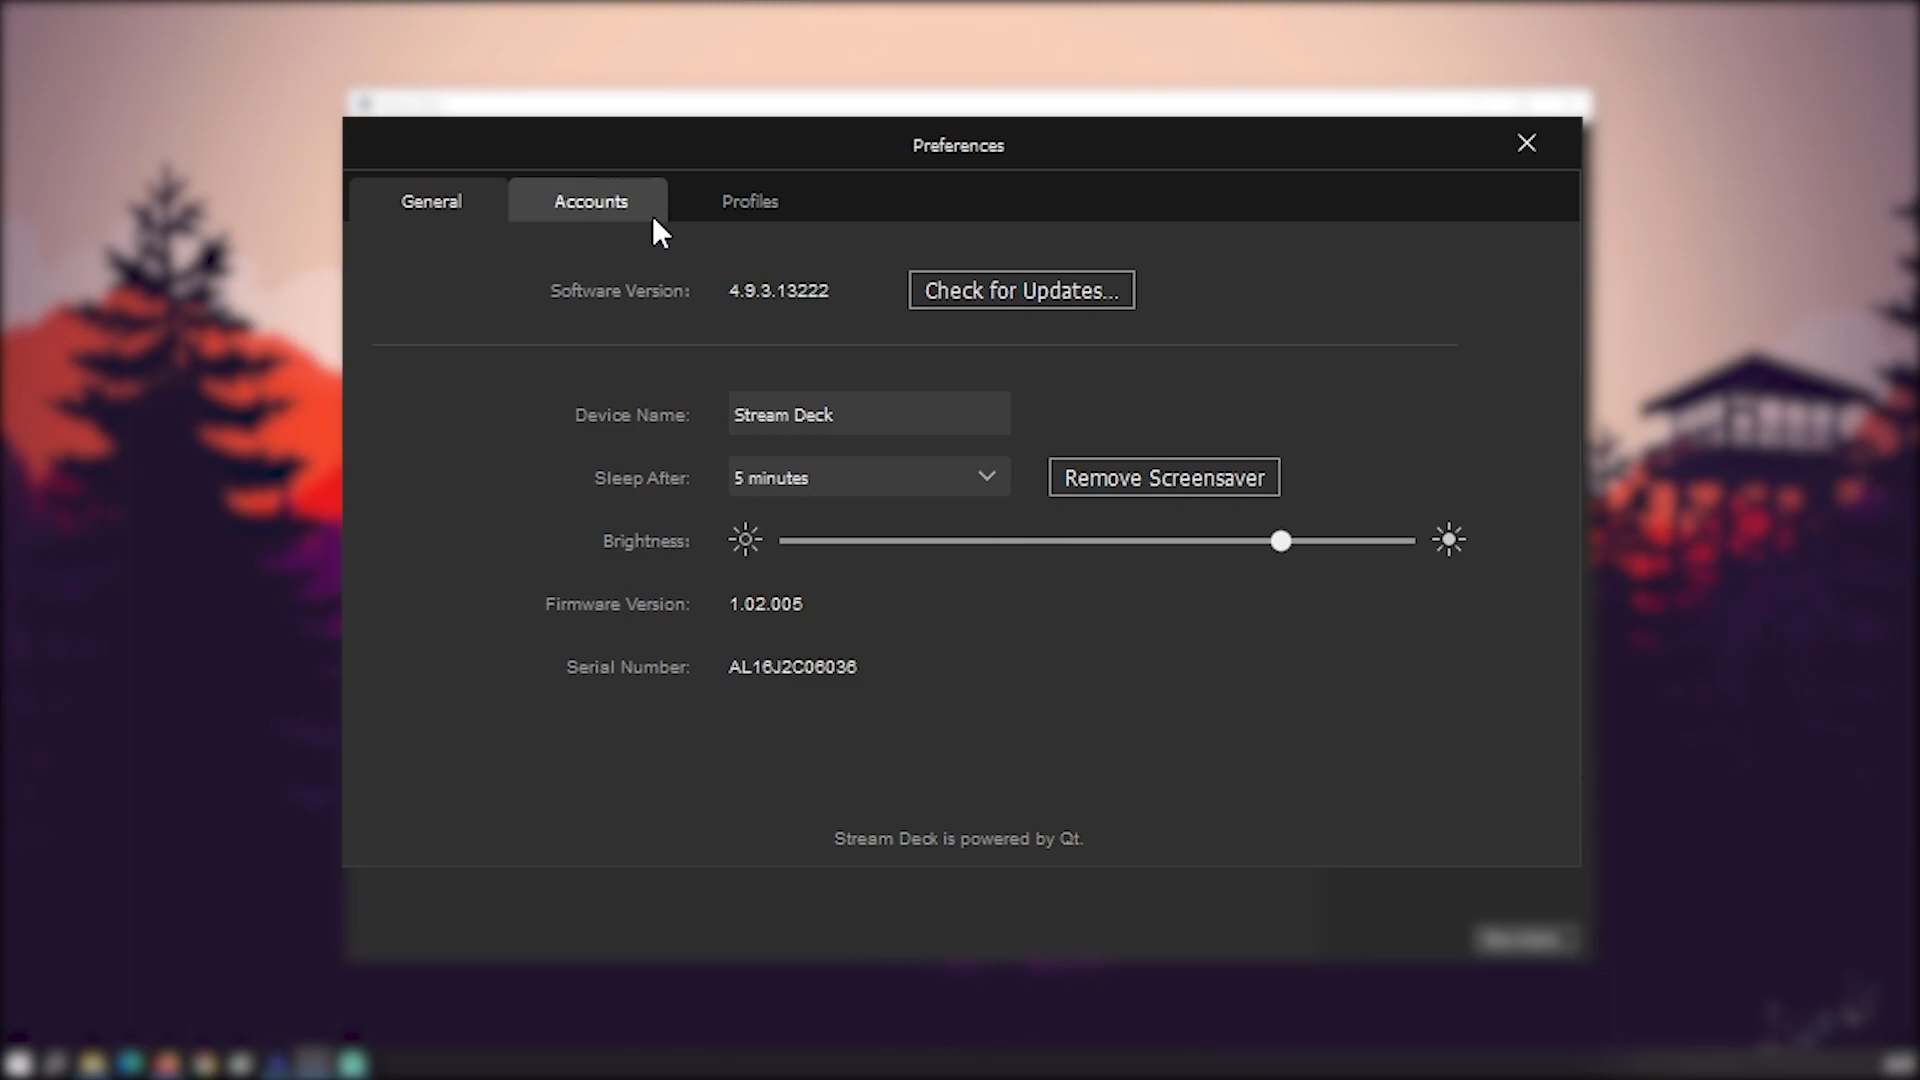 Preferences
General Accounts Profiles
Software Version: 4.9.3.13222 Check for Updates...
Device Name: Stream Deck
Sleep After: 5 minutes Remove Screensaver
Brightness:
Firmware Version: 1.02.005
Serial Number: AL16J2C06036
Stream Deck is powered by Qt.